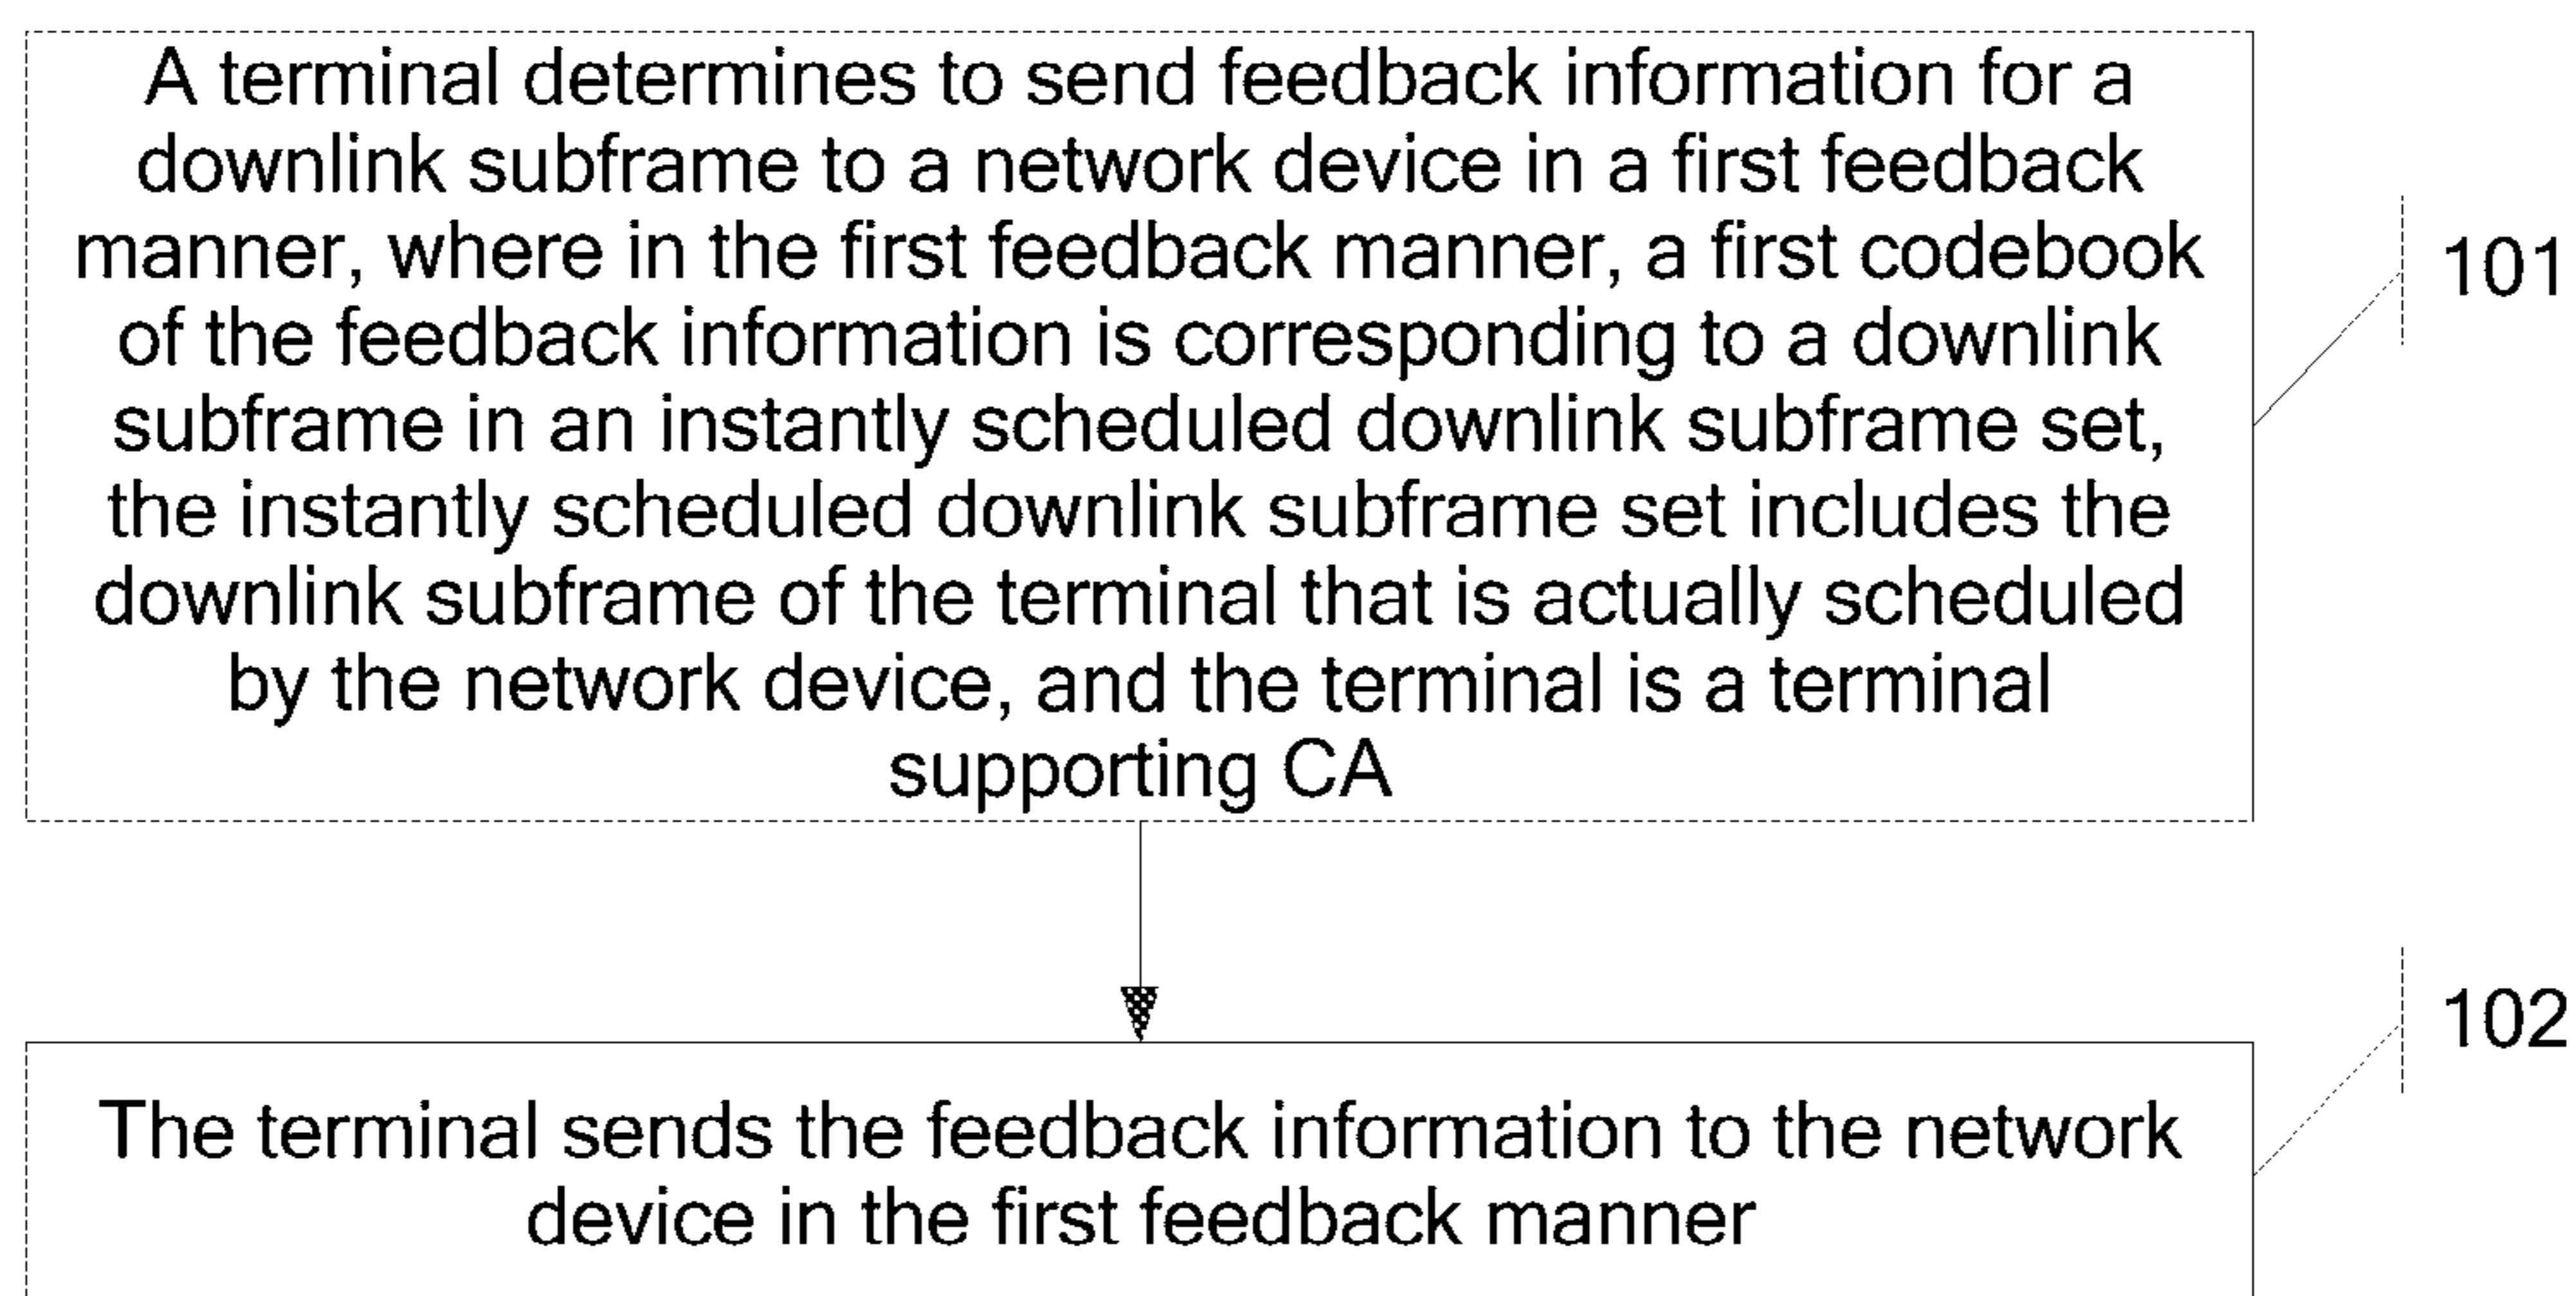 A terminal determines to send feedback information for a
downlink subframe to a network device in a first feedback
manner, where in the first feedback manner, a first codebook
of the feedback information is corresponding to a downlink
subframe in an instantly scheduled downlink subframe set,
the instantly scheduled downlink subframe set includes the
downlink subframe of the terminal that is actually scheduled
by the network device, and the terminal is a terminal
supporting CA
101
The terminal sends the feedback information to the network
device in the first feedback manner
102